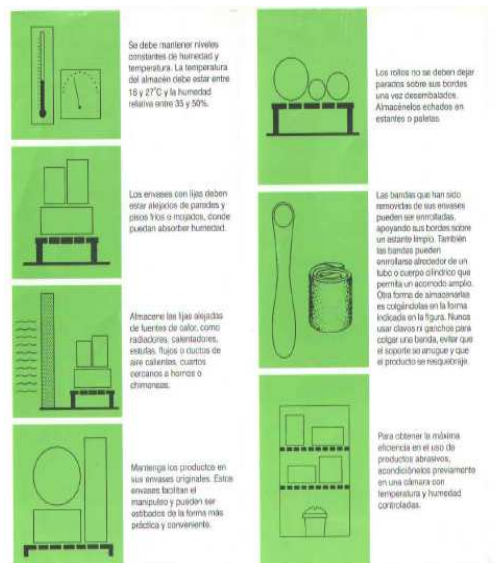 Se debe mantener niveles
constantes de humedad y
temperatura. La temperatura
del almacén debe estar entre
16 y 27°C y la humedad
relativa entre 35 y 50%.
Los envases con lijas deben
estar alejados de paredes y
pisos fríos o mojados, donde
puedan absorber humedad.
Almacene las lijas alejadas
de fuentes de calor, como
radiadores, calentadores,
estufas, flujos o ductos de
aire calientes, cuartos
cercanos a hornos o
chimeneas.
Mantenga los productos en
sus envases originales. Estos
envases facilitan el
manipuleo y pueden ser
estibados de la forma más
práctica y conveniente.
Los rollos no se deben dejar
parados sobre sus bordes
una vez desembalados.
Almacénelos echados en
estantes o paletas.
Las bandas que han sido
removidas de sus envases
pueden ser enrolladas,
apoyando sus bordes sobre
un estante limpio. También
las bandas pueden
enrollarse alrededor de un
tubo o cuerpo cilíndrico que
permita un acomodo amplio.
Otra forma de almacenarlas
es colgándolas en la forma
indicada en la figura. Nunca
usar clavos ni ganchos para
colgar una banda, evitar que
el soporte se arrugue y que
el producto se resquebraje.
Para obtener la máxima
eficiencia en el uso de
productos abrasivos,
acondiciónelos previamente
en una cámara con
temperatura y humedad
controladas.